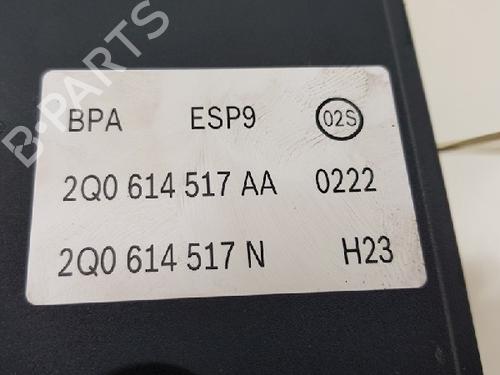 B-PARTS
BPA ESP9 02S
2Q0 614 517 AA 0222
2Q0 614 517 N H23